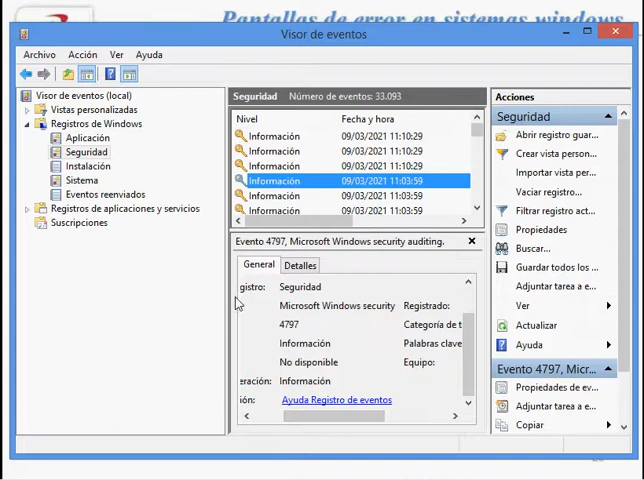 Pantallas de error en sistemas windows
Visor de eventos
Archivo Acción Ver Ayuda
Visor de eventos (local)
Vistas personalizadas
Registros de Windows
Aplicación
Seguridad
Instalación
Sistema
Eventos reenviados
Registros de aplicaciones y servicios
Suscripciones
Seguridad Número de eventos: 33.093
Nivel Fecha y hora
Información 09/03/2021 11:10:29
Información 09/03/2021 11:10:29
Información 09/03/2021 11:10:29
Información 09/03/2021 11:03:59
Información 09/03/2021 11:03:59
Información 09/03/2021 11:03:59
Evento 4797, Microsoft Windows security auditing.
General Detalles
gistro: Seguridad
Microsoft Windows security Registrado:
4797 Categoría de t
Información Palabras clave
No disponible Equipo:
eración: Información
ión: Ayuda Registro de eventos
Acciones
Seguridad
Abrir registro guar...
Crear vista person...
Importar vista per...
Vaciar registro...
Filtrar registro act...
Propiedades
Buscar...
Guardar todos los ...
Adjuntar tarea a e...
Ver
Actualizar
Ayuda
Evento 4797, Micr...
Propiedades de ev...
Adjuntar tarea a e...
Copiar